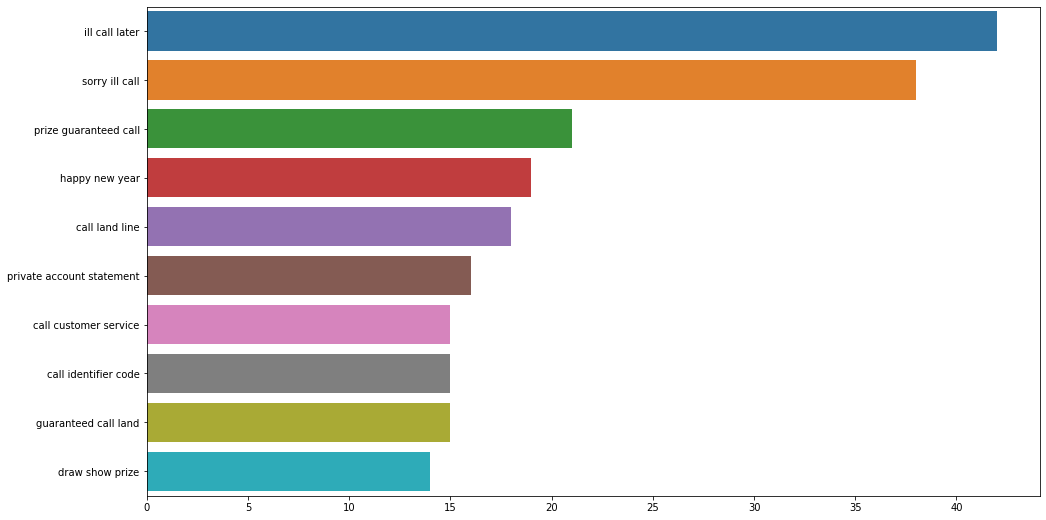 ill call later
sorry ill call
prize guaranteed call
happy new year
call land line
private account statement
call customer service
call identifier code
guaranteed call land
draw show prize
0 5 10 15 20 25 30 35 40